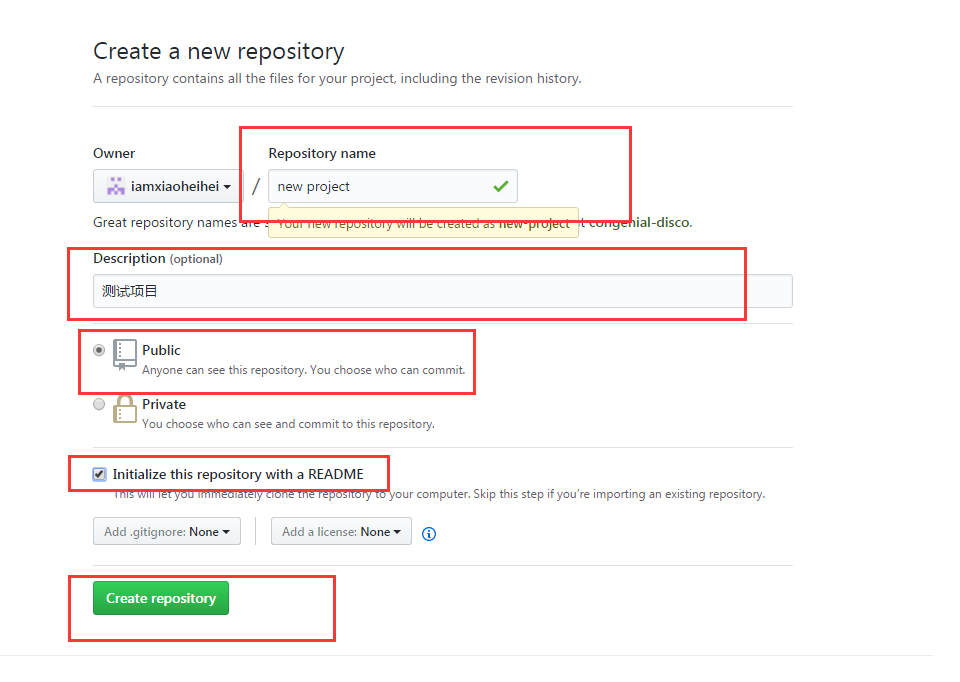 Create a new repository
A repository contains all the files for your project, including the revision history.
Owner
Repository name
iamxiaoheihei / new project
Great repository names are
Your new repository will be created as new-project
congenial-disco.
Description (optional)
测试项目
Public
Anyone can see this repository. You choose who can commit.
Private
You choose who can see and commit to this repository.
Initialize this repository with a README
This will let you immediately clone the repository to your computer. Skip this step if you're importing an existing repository.
Add .gitignore: None
Add a license: None
Create repository